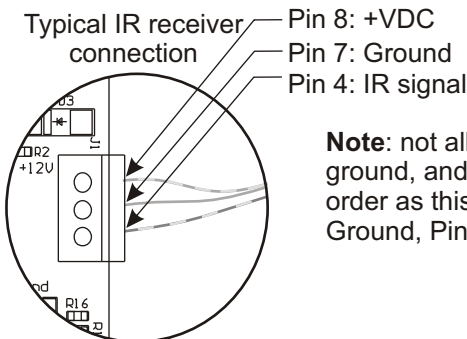 Typical IR receiver
connection
Pin 8: +VDC
Pin 7: Ground
Pin 4: IR signal
Note: not all
ground, and
order as this
Ground, Pin
J1
R2
+12V
R16